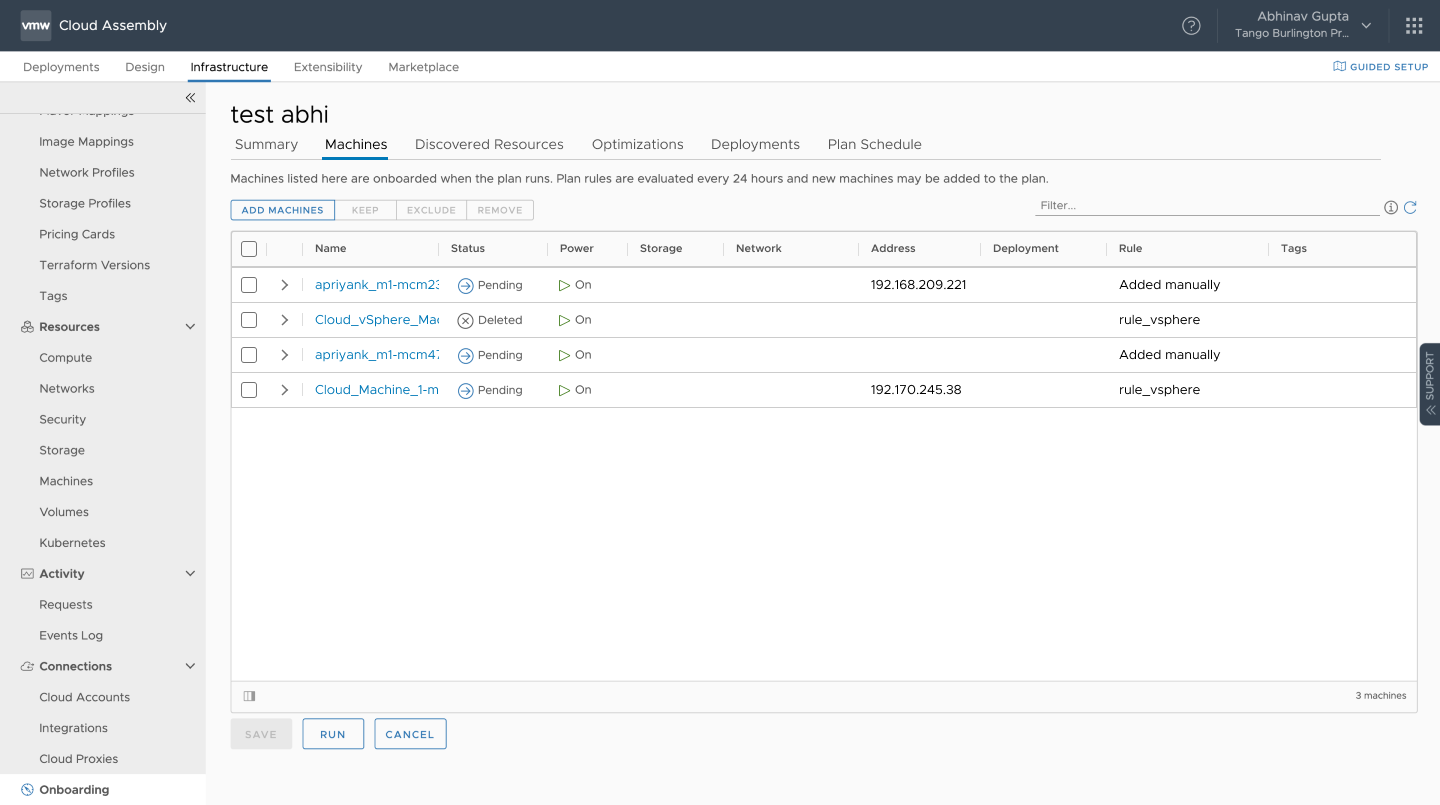 vmw Cloud Assembly
Abhinav Gupta
Tango Burlington Pr...
Deployments Design Infrastructure Extensibility Marketplace
GUIDED SETUP
Image Mappings
Network Profiles
Storage Profiles
Pricing Cards
Terraform Versions
Tags
Resources
Compute
Networks
Security
Storage
Machines
Volumes
Kubernetes
Activity
Requests
Events Log
Connections
Cloud Accounts
Integrations
Cloud Proxies
Onboarding
test abhi
Summary Machines Discovered Resources Optimizations Deployments Plan Schedule
Machines listed here are onboarded when the plan runs. Plan rules are evaluated every 24 hours and new machines may be added to the plan.
ADD MACHINES KEEP EXCLUDE REMOVE
Filter...
Name Status Power Storage Network Address Deployment Rule Tags
apriyank_m1-mcm23 Pending On 192.168.209.221 Added manually
Cloud_vSphere_Mac Deleted On rule_vsphere
apriyank_m1-mcm47 Pending On Added manually
Cloud_Machine_1-m Pending On 192.170.245.38 rule_vsphere
3 machines
SAVE RUN CANCEL
SUPPORT